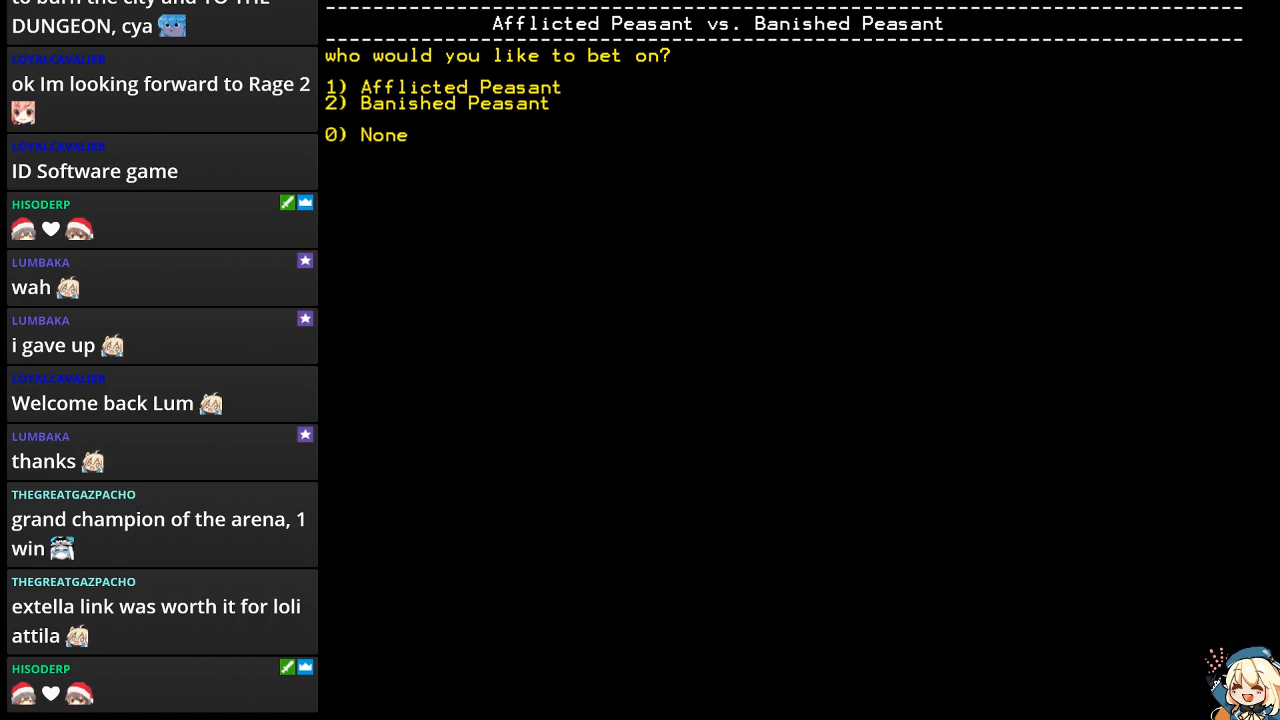 to burn the city and TO THE
DUNGEON, cya
LOYALCAVALIER
ok Im looking forward to Rage 2
LOYALCAVALIER
ID Software game
HISODERP
LUMBAKA
wah
LUMBAKA
i gave up
LOYALCAVALIER
Welcome back Lum
LUMBAKA
thanks
THEGREATGAZPACHO
grand champion of the arena, 1
win
THEGREATGAZPACHO
extella link was worth it for loli
attila
HISODERP
Afflicted Peasant vs. Banished Peasant
who would you like to bet on?
1) Afflicted Peasant
2) Banished Peasant
0) None